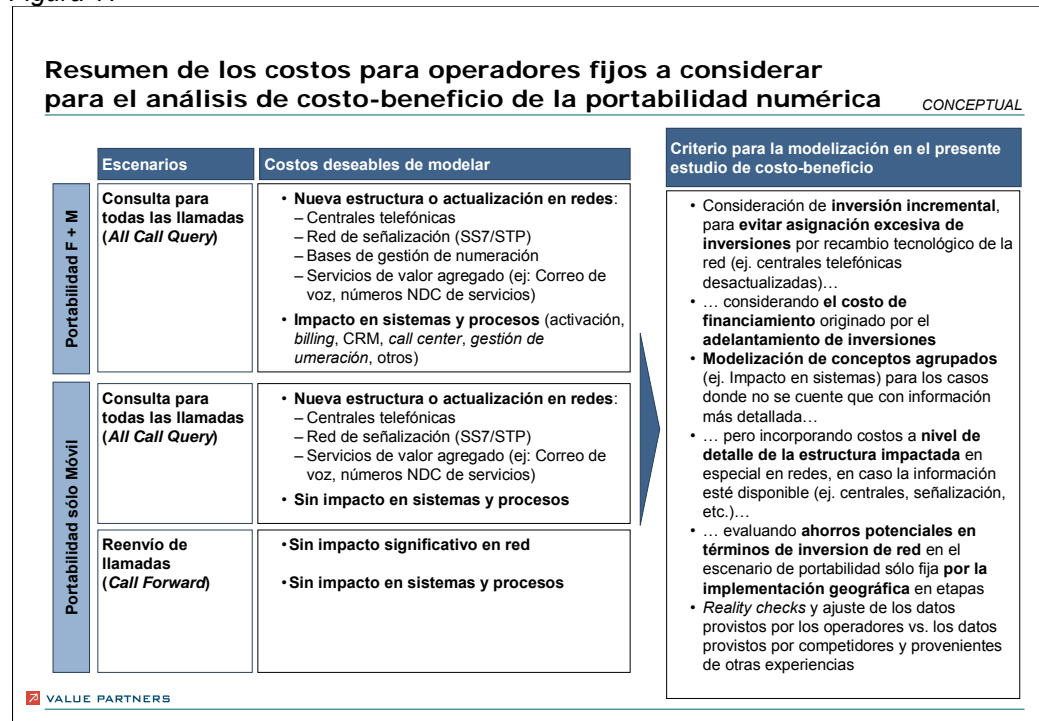 Resumen de los costos para operadores fijos a considerar
para el análisis de costo-beneficio de la portabilidad numérica
CONCEPTUAL
Escenarios
Costos deseables de modelar
Portabilidad F + M
Consulta para
todas las llamadas
(All Call Query)
• Nueva estructura o actualización en redes:
– Centrales telefónicas
– Red de señalización (SS7/STP)
– Bases de gestión de numeración
– Servicios de valor agregado (ej: Correo de
voz, números NDC de servicios)
• Impacto en sistemas y procesos (activación,
billing, CRM, call center, gestión de
umeración, otros)
Portabilidad sólo Móvil
Consulta para
todas las llamadas
(All Call Query)
• Nueva estructura o actualización en redes:
– Centrales telefónicas
– Red de señalización (SS7/STP)
– Servicios de valor agregado (ej: Correo de
voz, números NDC de servicios)
• Sin impacto en sistemas y procesos
Reenvío de
llamadas
(Call Forward)
• Sin impacto significativo en red
• Sin impacto en sistemas y procesos
Criterio para la modelización en el presente
estudio de costo-beneficio
• Consideración de inversión incremental,
para evitar asignación excesiva de
inversiones por recambio tecnológico de la
red (ej. centrales telefónicas
desactualizadas)…
• … considerando el costo de
financiamiento originado por el
adelantamiento de inversiones
• Modelización de conceptos agrupados
(ej. Impacto en sistemas) para los casos
donde no se cuente que con información
más detallada…
• … pero incorporando costos a nivel de
detalle de la estructura impactada en
especial en redes, en caso la información
esté disponible (ej. centrales, señalización,
etc.)…
• … evaluando ahorros potenciales en
términos de inversion de red en el
escenario de portabilidad sólo fija por la
implementación geográfica en etapas
• Reality checks y ajuste de los datos
provistos por los operadores vs. los datos
provistos por competidores y provenientes
de otras experiencias
VALUE PARTNERS